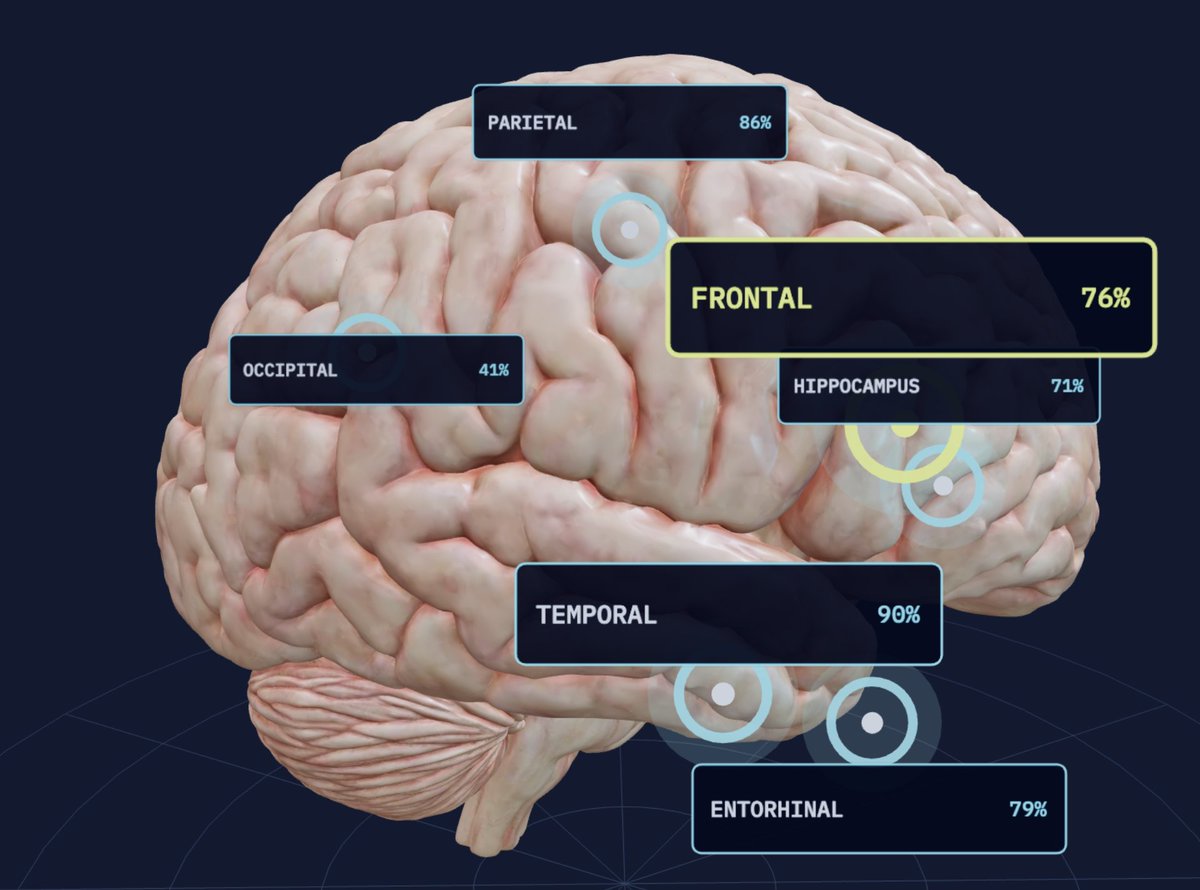 PARIETAL 86%
FRONTAL 76%
OCCIPITAL 41%
HIPPOCAMPUS 71%
TEMPORAL 90%
ENTORHINAL 79%